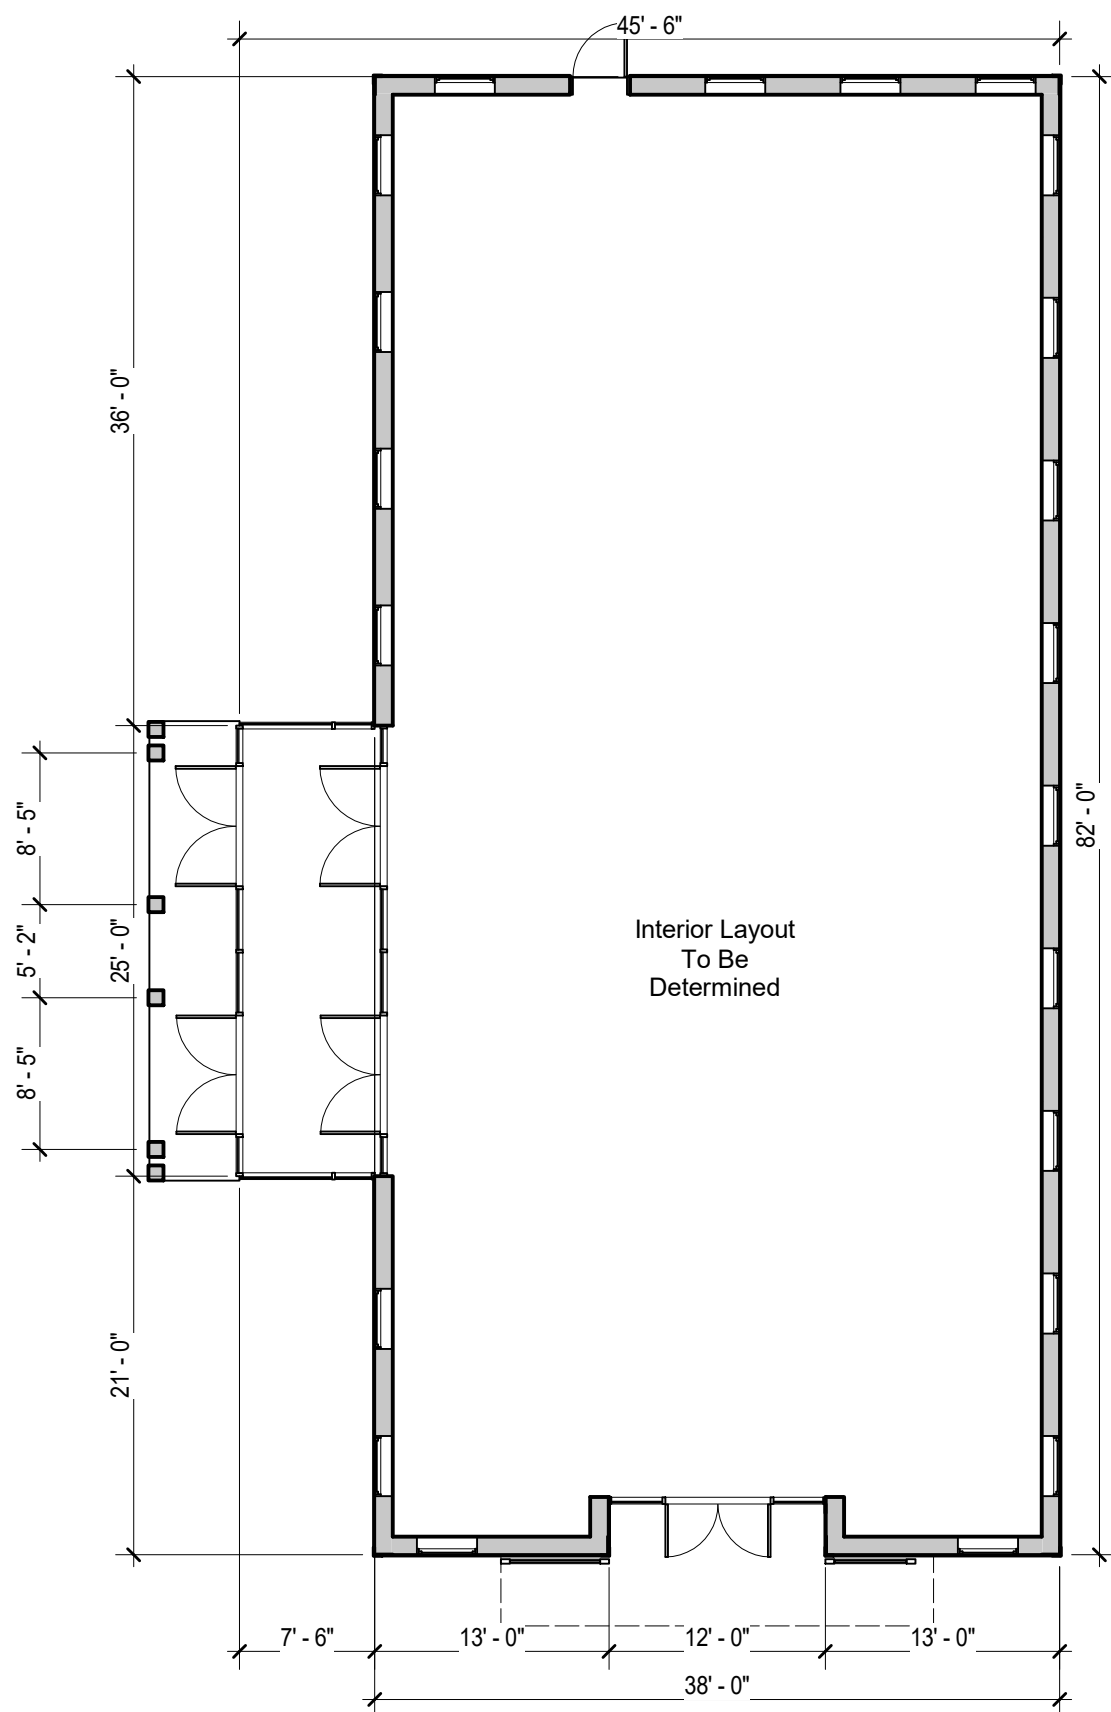 45' - 6"
36' - 0"
82' - 0"
8' - 5"
5' - 2"
25' - 0"
8' - 5"
Interior Layout
To Be
Determined
21' - 0"
7' - 6"
13' - 0"
12' - 0"
13' - 0"
38' - 0"